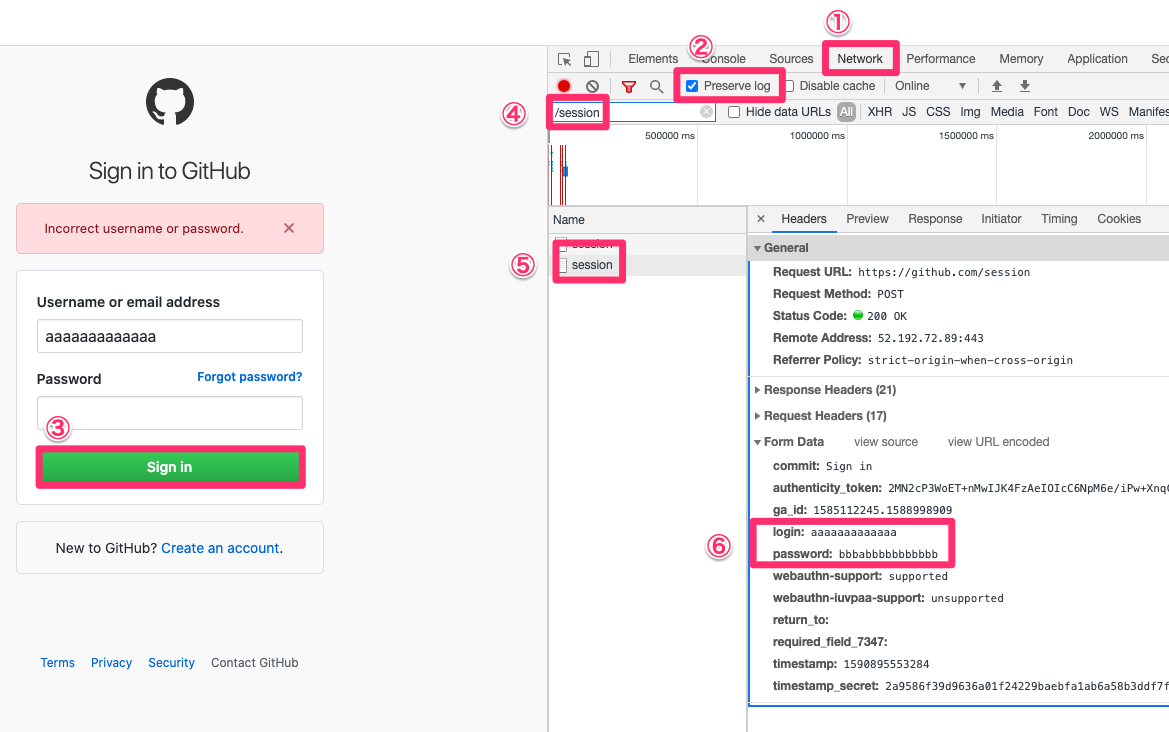 ①
②
Elements Console Sources Network Performance Memory Application Sec
Preserve log Disable cache Online ▼
④
/session
Hide data URLs All XHR JS CSS Img Media Font Doc WS Manifes
500000 ms 1000000 ms 1500000 ms 2000000 ms
Sign in to GitHub
Incorrect username or password. ×
Username or email address
aaaaaaaaaaaaa
Password Forgot password?
③
Sign in
New to GitHub? Create an account.
Terms Privacy Security Contact GitHub
Name
session
⑤
session
× Headers Preview Response Initiator Timing Cookies
General
Request URL: https://github.com/session
Request Method: POST
Status Code: 200 OK
Remote Address: 52.192.72.89:443
Referrer Policy: strict-origin-when-cross-origin
Response Headers (21)
Request Headers (17)
Form Data view source view URL encoded
commit: Sign in
authenticity_token: 2MN2cP3WoET+nMwIJK4FzAeIOIcC6NpM6e/iPw+Xnq
ga_id: 1585112245.1588998909
⑥
login: aaaaaaaaaaaaa
password: bbbabbbbbbbbbbb
webauthn-support: supported
webauthn-iuvpaa-support: unsupported
return_to:
required_field_7347:
timestamp: 1590895553284
timestamp_secret: 2a9586f39d9636a01f24229baebfa1ab6a58b3ddf7f